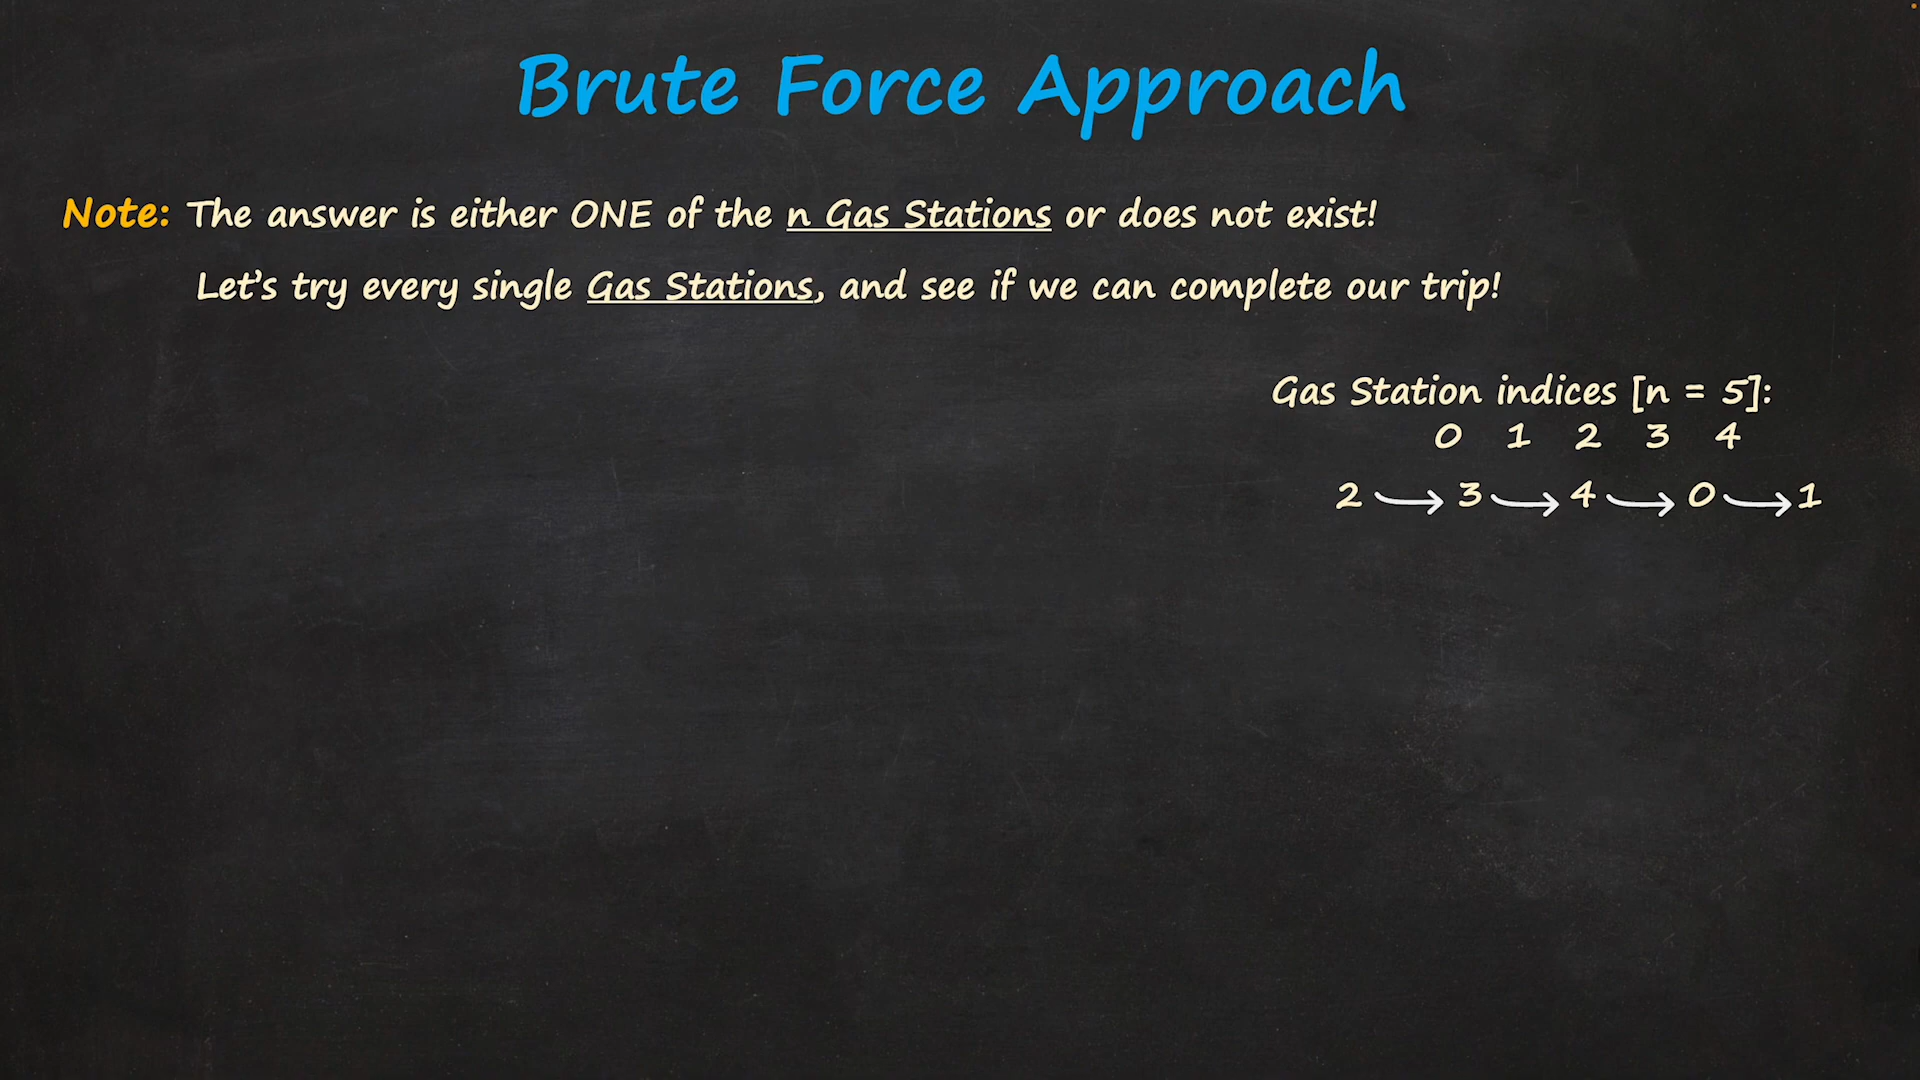 Brute Force Approach
Note: The answer is either ONE of the n Gas Stations or does not exist!
Let's try every single Gas Stations, and see if we can complete our trip!
Gas Station indices [n = 5]:
0 1 2 3 4
2 → 3 → 4 → 0 → 1